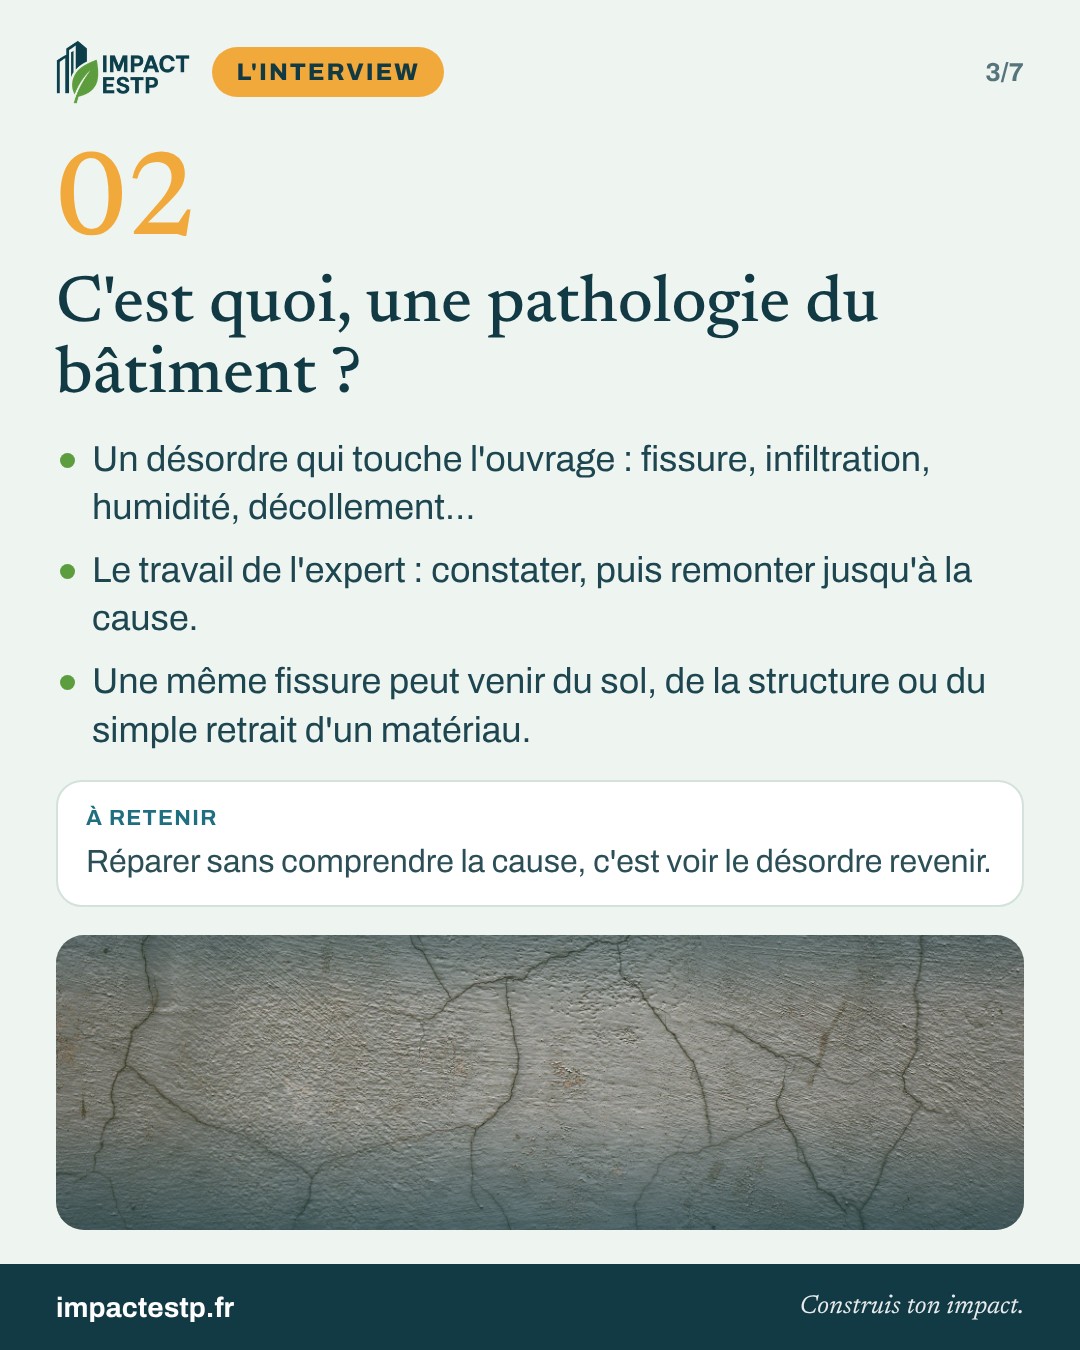 IMPACT
ESTP
L'INTERVIEW
3/7
02
C'est quoi, une pathologie du
bâtiment ?
Un désordre qui touche l'ouvrage : fissure, infiltration,
humidité, décollement...
Le travail de l'expert : constater, puis remonter jusqu'à la
cause.
Une même fissure peut venir du sol, de la structure ou du
simple retrait d'un matériau.
À RETENIR
Réparer sans comprendre la cause, c'est voir le désordre revenir.
impactestp.fr
Construis ton impact.